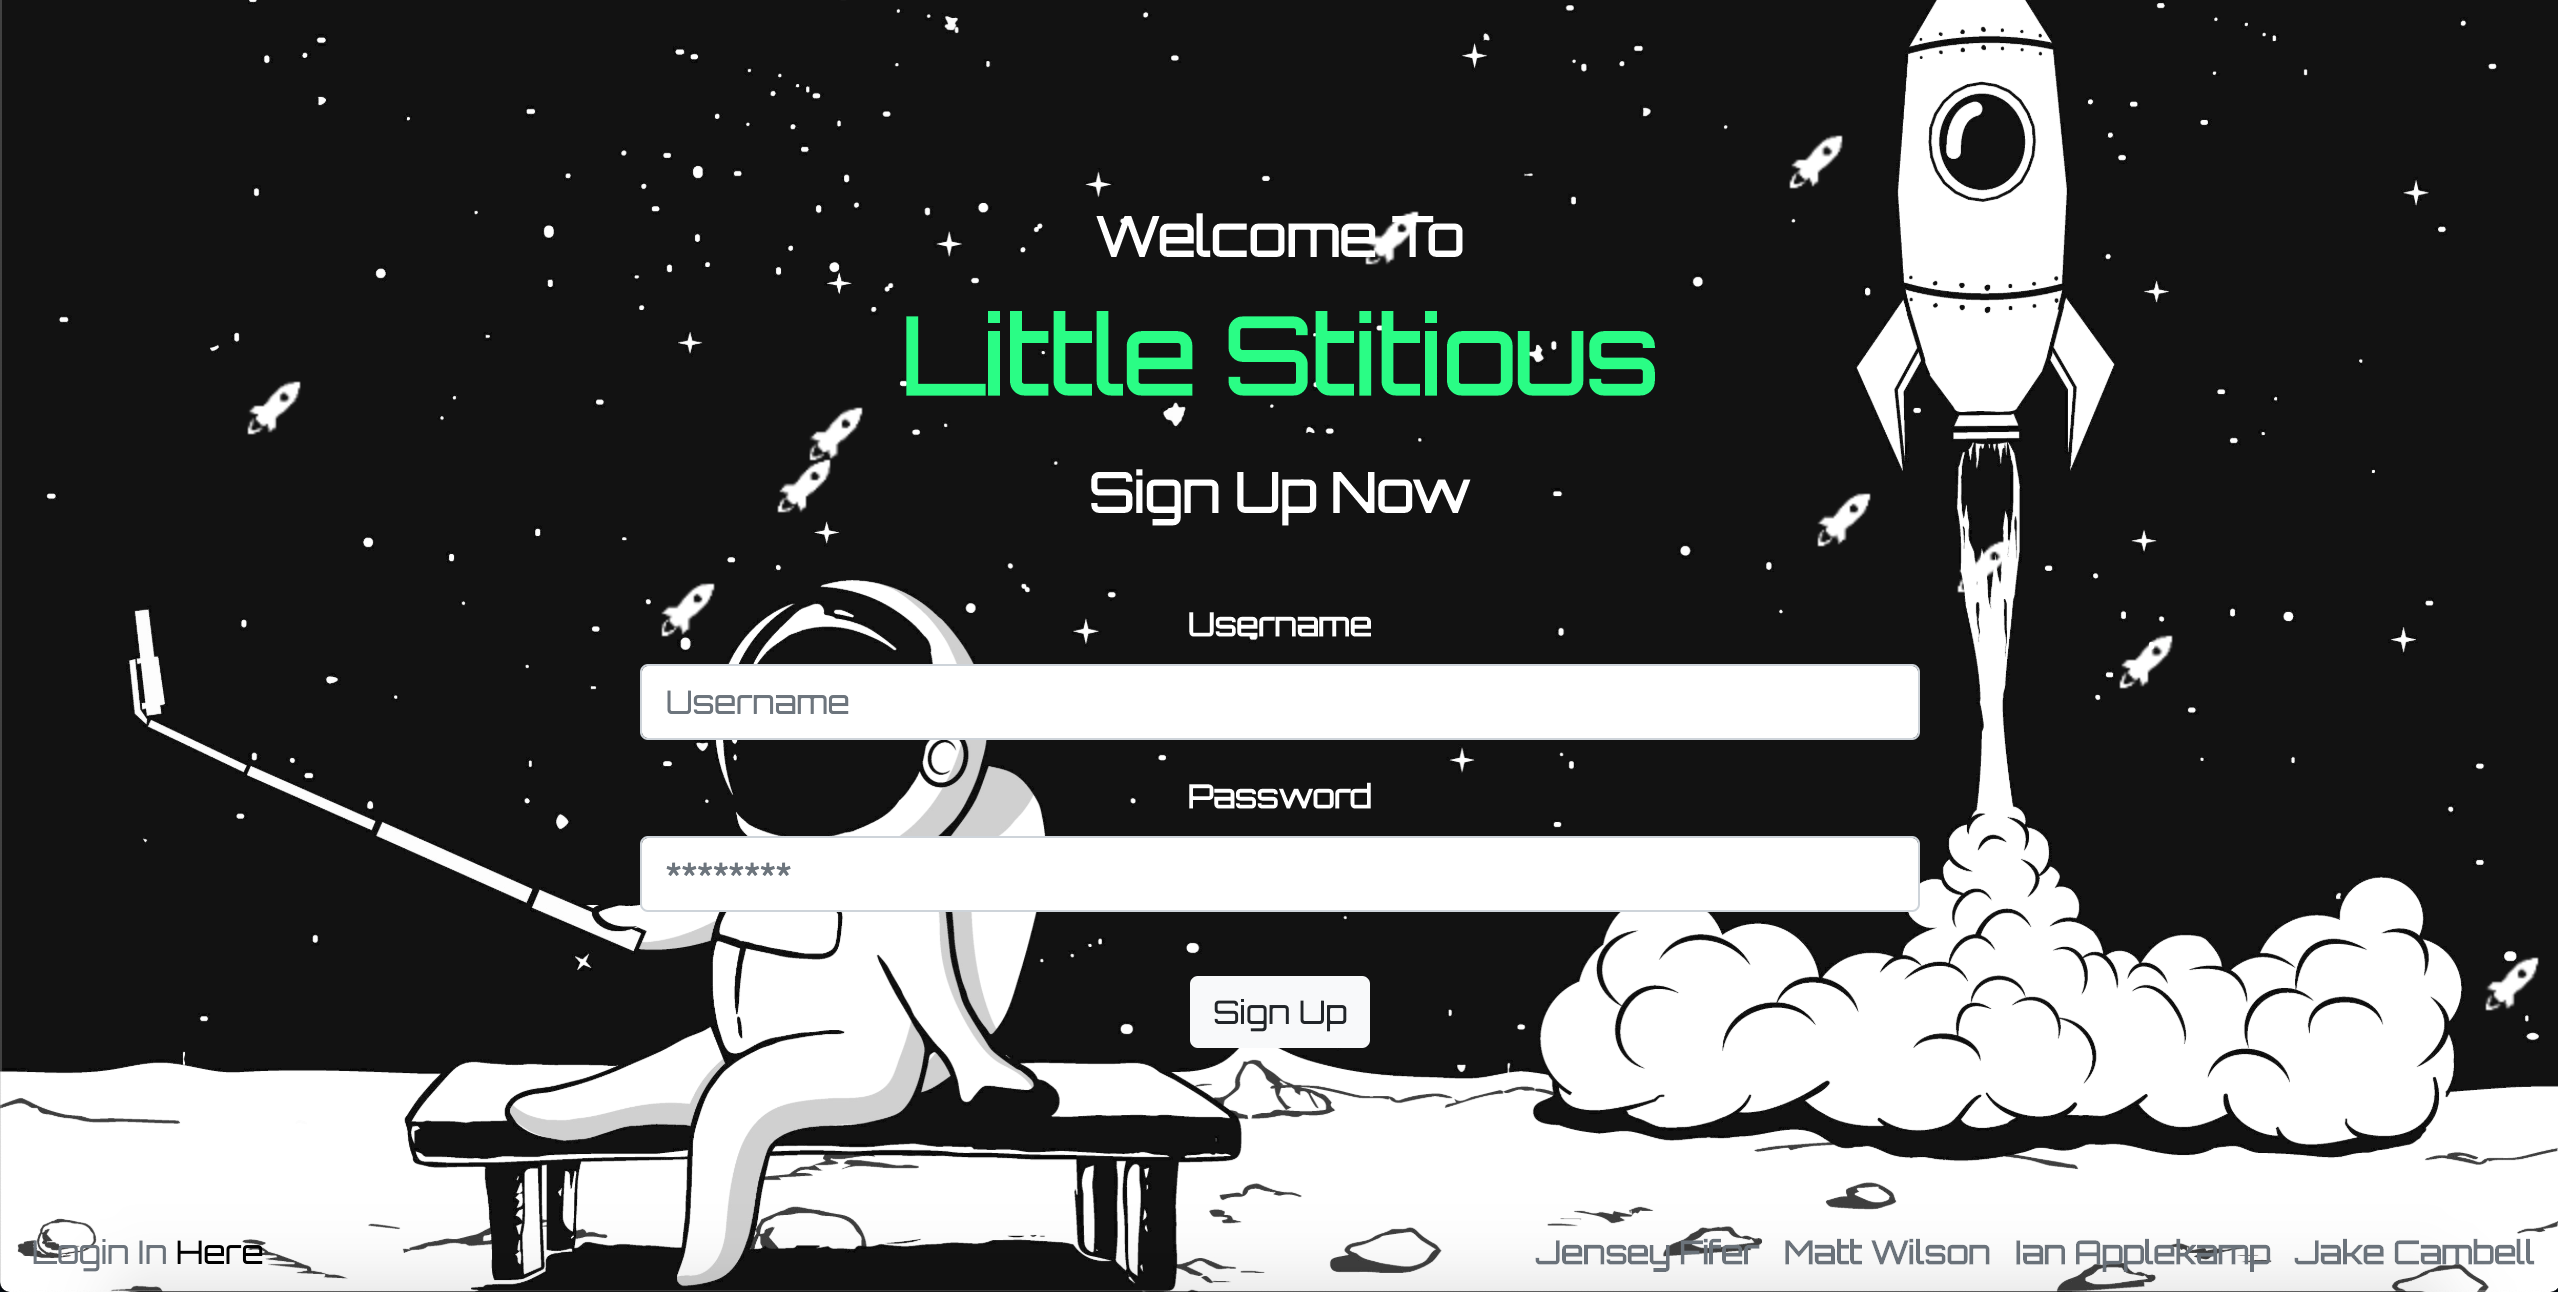 Welcome To
Little Stitious
Sign Up Now
Username
Username
Password
********
Sign Up
Login In Here
Jensey Fifer Matt Wilson Ian Applekamp Jake Cambell